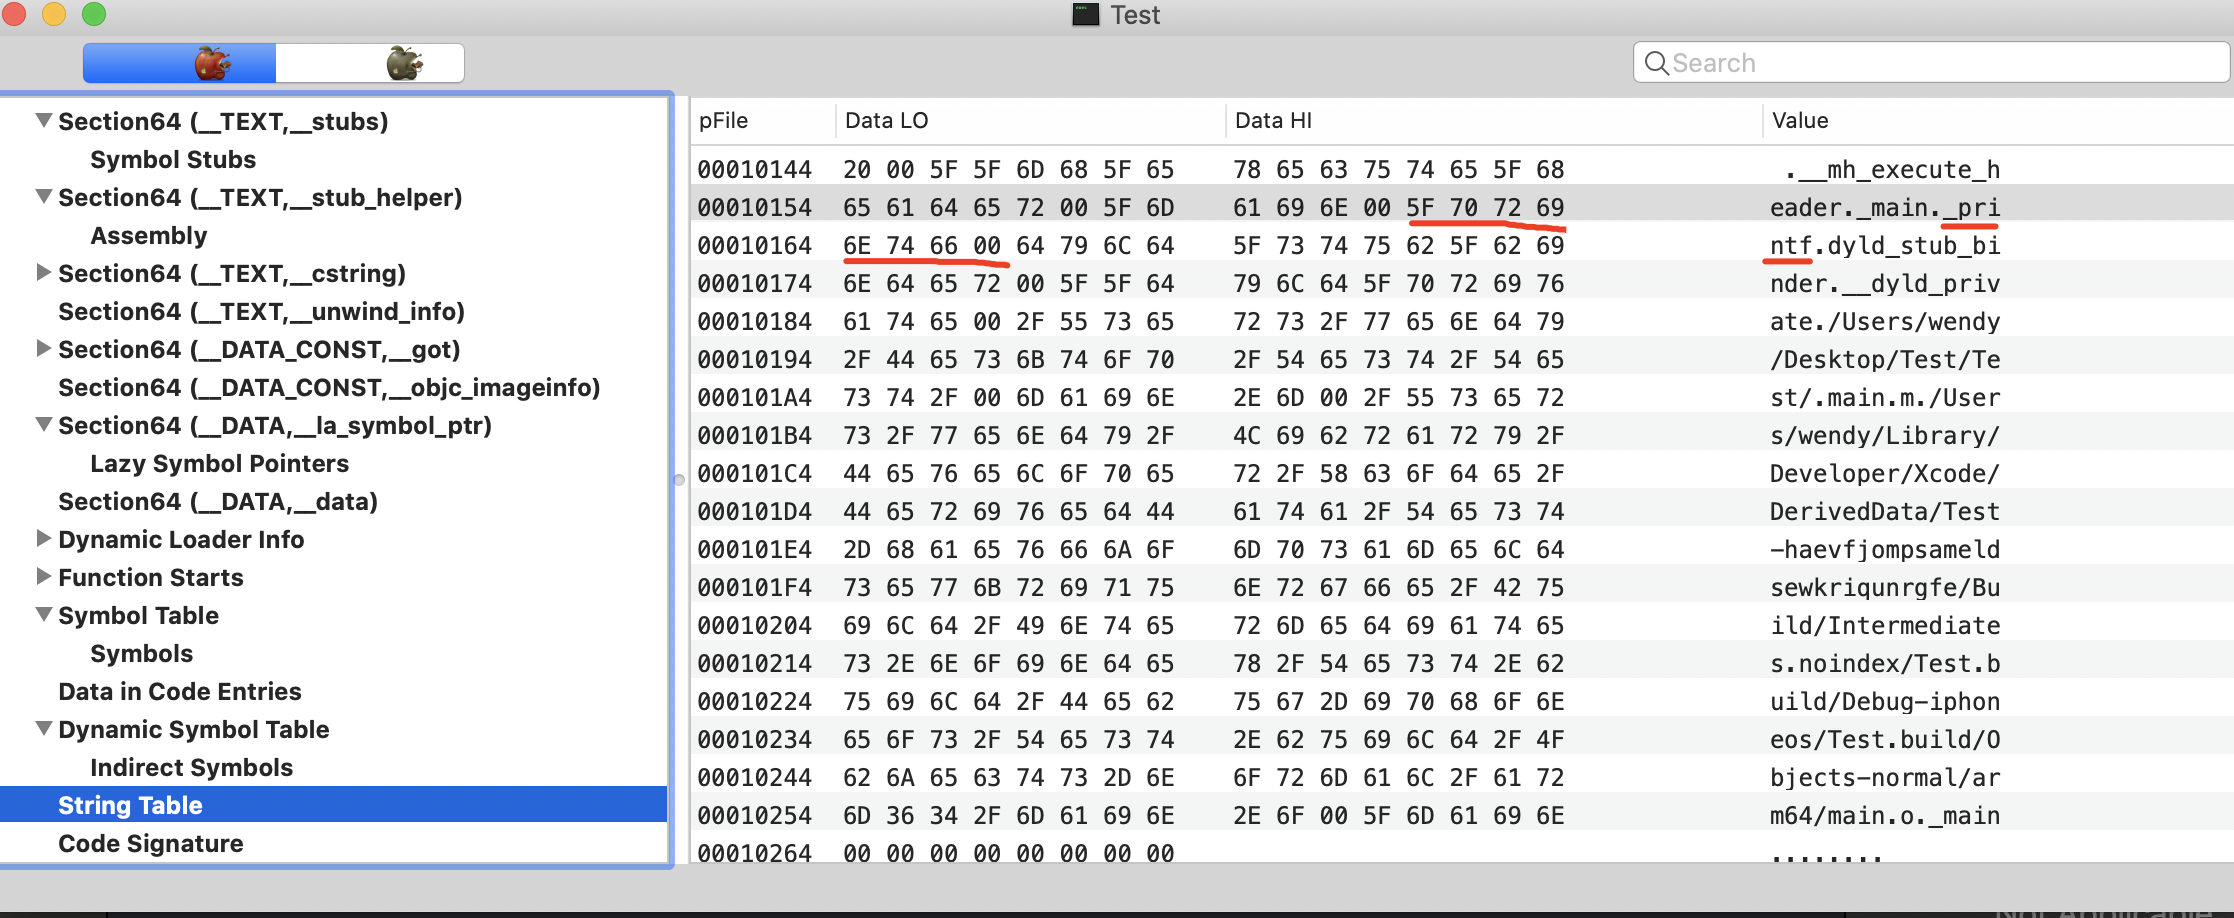 Test
Search
Section64 (__TEXT,__stubs)
Symbol Stubs
Section64 (__TEXT,__stub_helper)
Assembly
Section64 (__TEXT,__cstring)
Section64 (__TEXT,__unwind_info)
Section64 (__DATA_CONST,__got)
Section64 (__DATA_CONST,__objc_imageinfo)
Section64 (__DATA,__la_symbol_ptr)
Lazy Symbol Pointers
Section64 (__DATA,__data)
Dynamic Loader Info
Function Starts
Symbol Table
Symbols
Data in Code Entries
Dynamic Symbol Table
Indirect Symbols
String Table
Code Signature
pFile Data LO Data HI Value
00010144 20 00 5F 5F 6D 68 5F 65 78 65 63 75 74 65 5F 68 .__mh_execute_h
00010154 65 61 64 65 72 00 5F 6D 61 69 6E 00 5F 70 72 69 eader._main._pri
00010164 6E 74 66 00 64 79 6C 64 5F 73 74 75 62 5F 62 69 ntf.dyld_stub_bi
00010174 6E 64 65 72 00 5F 5F 64 79 6C 64 5F 70 72 69 76 nder.__dyld_priv
00010184 61 74 65 00 2F 55 73 65 72 73 2F 77 65 6E 64 79 ate./Users/wendy
00010194 2F 44 65 73 6B 74 6F 70 2F 54 65 73 74 2F 54 65 /Desktop/Test/Te
000101A4 73 74 2F 00 6D 61 69 6E 2E 6D 00 2F 55 73 65 72 st/.main.m./User
000101B4 73 2F 77 65 6E 64 79 2F 4C 69 62 72 61 72 79 2F s/wendy/Library/
000101C4 44 65 76 65 6C 6F 70 65 72 2F 58 63 6F 64 65 2F Developer/Xcode/
000101D4 44 65 72 69 76 65 64 44 61 74 61 2F 54 65 73 74 DerivedData/Test
000101E4 2D 68 61 65 76 66 6A 6F 6D 70 73 61 6D 65 6C 64 -haevfjompsameld
000101F4 73 65 77 6B 72 69 71 75 6E 72 67 66 65 2F 42 75 sewkriqunrgfe/Bu
00010204 69 6C 64 2F 49 6E 74 65 72 6D 65 64 69 61 74 65 ild/Intermediate
00010214 73 2E 6E 6F 69 6E 64 65 78 2F 54 65 73 74 2E 62 s.noindex/Test.b
00010224 75 69 6C 64 2F 44 65 62 75 67 2D 69 70 68 6F 6E uild/Debug-iphon
00010234 65 6F 73 2F 54 65 73 74 2E 62 75 69 6C 64 2F 4F eos/Test.build/O
00010244 62 6A 65 63 74 73 2D 6E 6F 72 6D 61 6C 2F 61 72 bjects-normal/ar
00010254 6D 36 34 2F 6D 61 69 6E 2E 6F 00 5F 6D 61 69 6E m64/main.o._main
00010264 00 00 00 00 00 00 00 00 ........